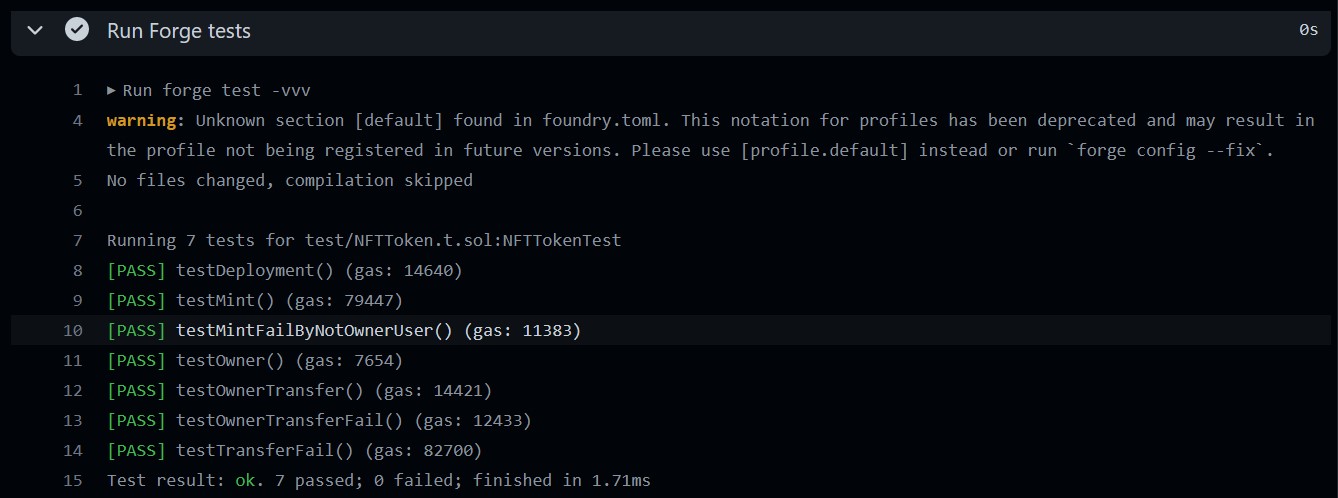 Run Forge tests 0s
1 Run forge test -vvv
4 warning: Unknown section [default] found in foundry.toml. This notation for profiles has been deprecated and may result in
the profile not being registered in future versions. Please use [profile.default] instead or run `forge config --fix`.
5 No files changed, compilation skipped
6
7 Running 7 tests for test/NFTToken.t.sol:NFTTokenTest
8 [PASS] testDeployment() (gas: 14640)
9 [PASS] testMint() (gas: 79447)
10 [PASS] testMintFailByNotOwnerUser() (gas: 11383)
11 [PASS] testOwner() (gas: 7654)
12 [PASS] testOwnerTransfer() (gas: 14421)
13 [PASS] testOwnerTransferFail() (gas: 12433)
14 [PASS] testTransferFail() (gas: 82700)
15 Test result: ok. 7 passed; 0 failed; finished in 1.71ms